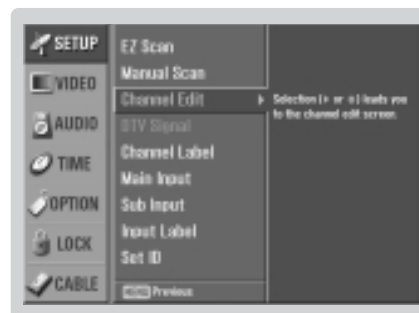 SETUP
VIDEO
AUDIO
TIME
OPTION
LOCK
CABLE
EZ Scan
Manual Scan
Channel Edit
DTV Signal
Channel Label
Main Input
Sub Input
Input Label
Set ID
Previous
Selection ( or ) leads you
to the channel edit screen.